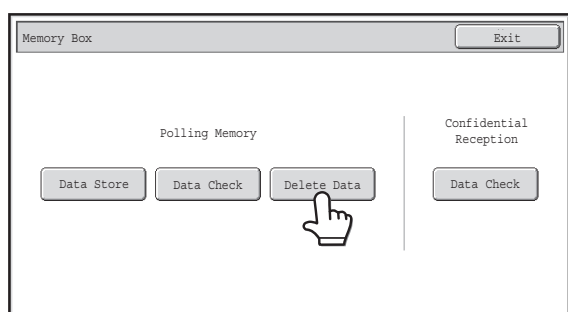 Memory Box
Exit
Polling Memory
Data Store
Data Check
Delete Data
Confidential
Reception
Data Check